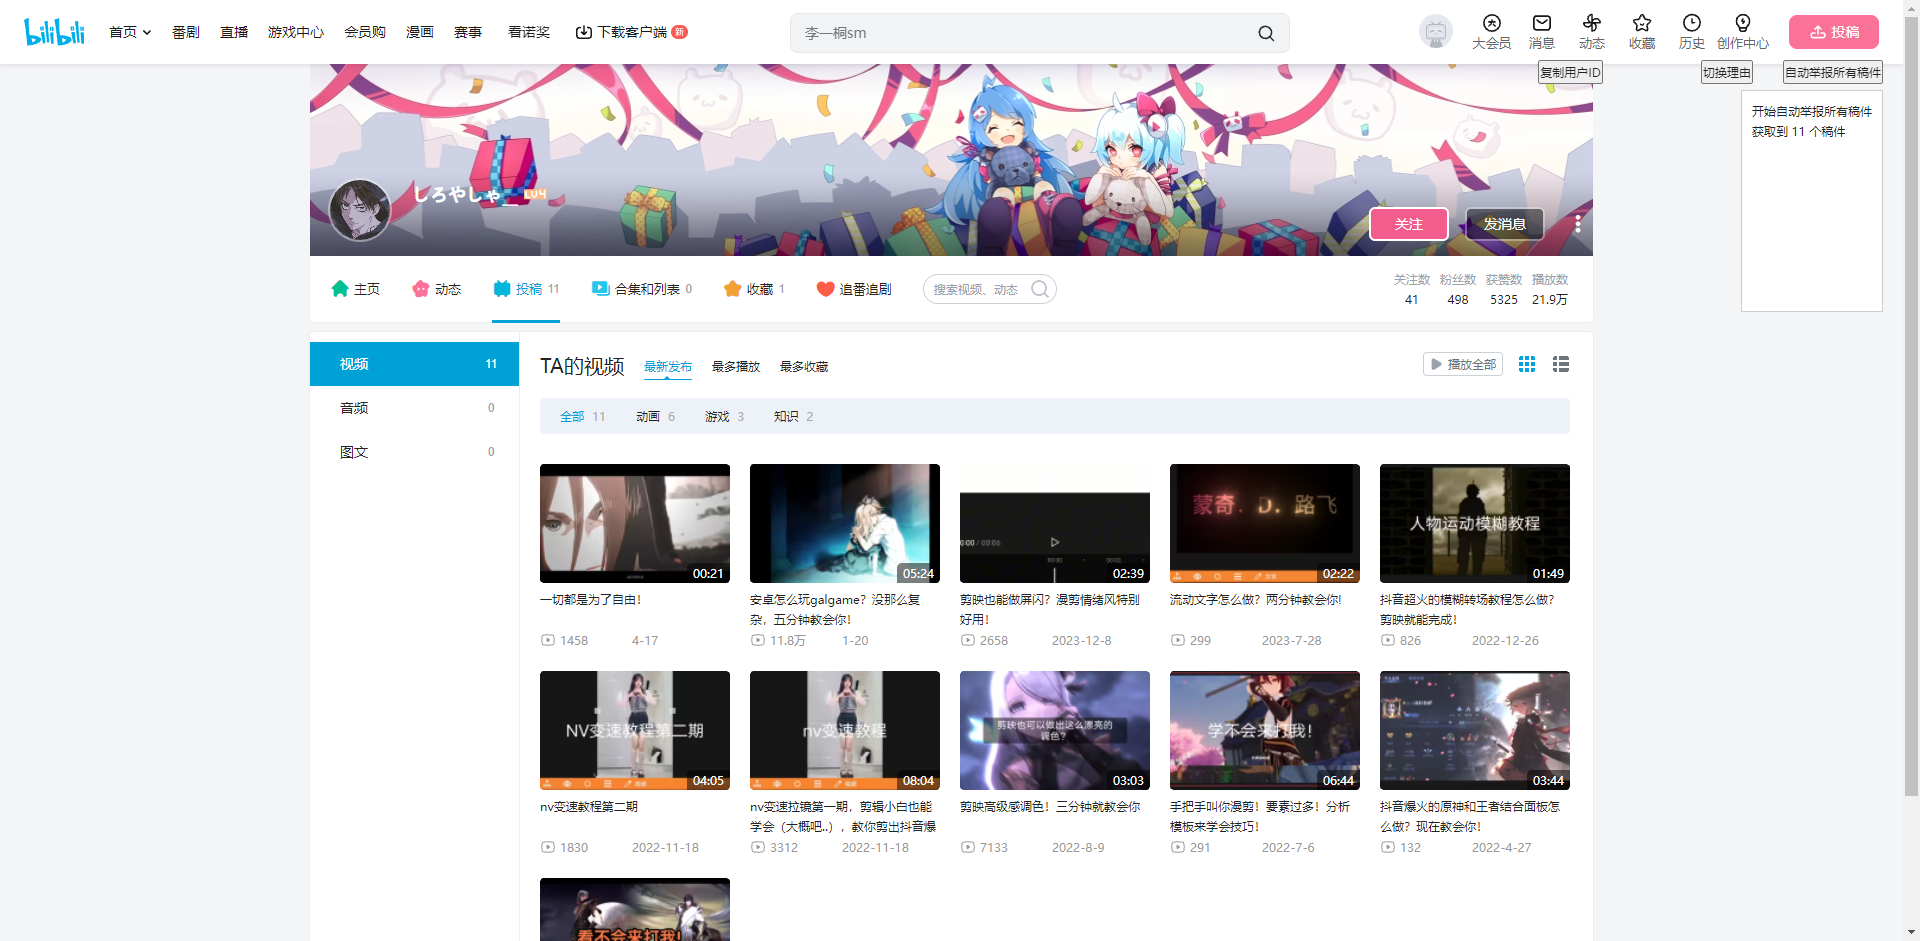 bilibili
首页
番剧
直播
游戏中心
会员购
漫画
赛事
看诺奖
下载客户端
新
李一桐sm
大会员
消息
动态
收藏
历史
创作中心
投稿
复制用户ID
切换理由
自动举报所有稿件
开始自动举报所有稿件
获取到 11 个稿件
しろやしゃ__ LV4
关注
发消息
主页
动态
投稿 11
合集和列表 0
收藏 1
追番追剧
搜索视频、动态
关注数 粉丝数 获赞数 播放数
41 498 5325 21.9万
视频 11
音频 0
图文 0
TA的视频
最新发布
最多播放
最多收藏
播放全部
全部 11
动画 6
游戏 3
知识 2
00:21
一切都是为了自由！
1458 4-17
05:24
安卓怎么玩galgame？没那么复
杂，五分钟教会你！
11.8万 1-20
02:39
剪映也能做屏闪？漫剪情绪风特别
好用！
2658 2023-12-8
蒙奇．D．路飞
02:22
流动文字怎么做？两分钟教会你!
299 2023-7-28
人物运动模糊教程
01:49
抖音超火的模糊转场教程怎么做？
剪映就能完成！
826 2022-12-26
NV变速教程第二期
04:05
nv变速教程第二期
1830 2022-11-18
nv变速教程
08:04
nv变速拉镜第一期，剪辑小白也能
学会（大概吧..），教你剪出抖音爆
3312 2022-11-18
剪映也可以做出这么漂亮的
调色？
03:03
剪映高级感调色！三分钟就教会你
7133 2022-8-9
学不会来打我！
06:44
手把手叫你漫剪！要素过多！分析
模板来学会技巧！
291 2022-7-6
03:44
抖音爆火的原神和王者结合面板怎
么做？现在教会你！
132 2022-4-27
看不会来打我!